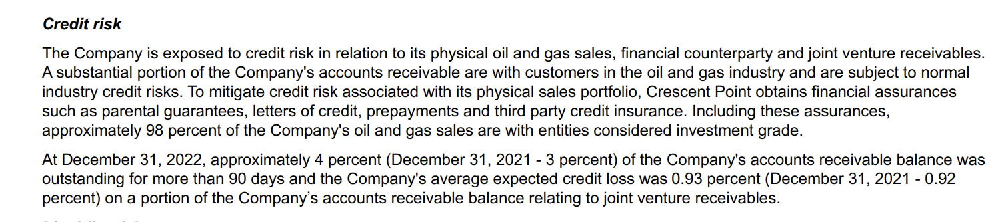 Credit risk
The Company is exposed to credit risk in relation to its physical oil and gas sales, financial counterparty and joint venture receivables.
A substantial portion of the Company's accounts receivable are with customers in the oil and gas industry and are subject to normal
industry credit risks. To mitigate credit risk associated with its physical sales portfolio, Crescent Point obtains financial assurances
such as parental guarantees, letters of credit, prepayments and third party credit insurance. Including these assurances,
approximately 98 percent of the Company's oil and gas sales are with entities considered investment grade.
At December 31, 2022, approximately 4 percent (December 31, 2021 - 3 percent) of the Company's accounts receivable balance was
outstanding for more than 90 days and the Company's average expected credit loss was 0.93 percent (December 31, 2021 - 0.92
percent) on a portion of the Company’s accounts receivable balance relating to joint venture receivables.